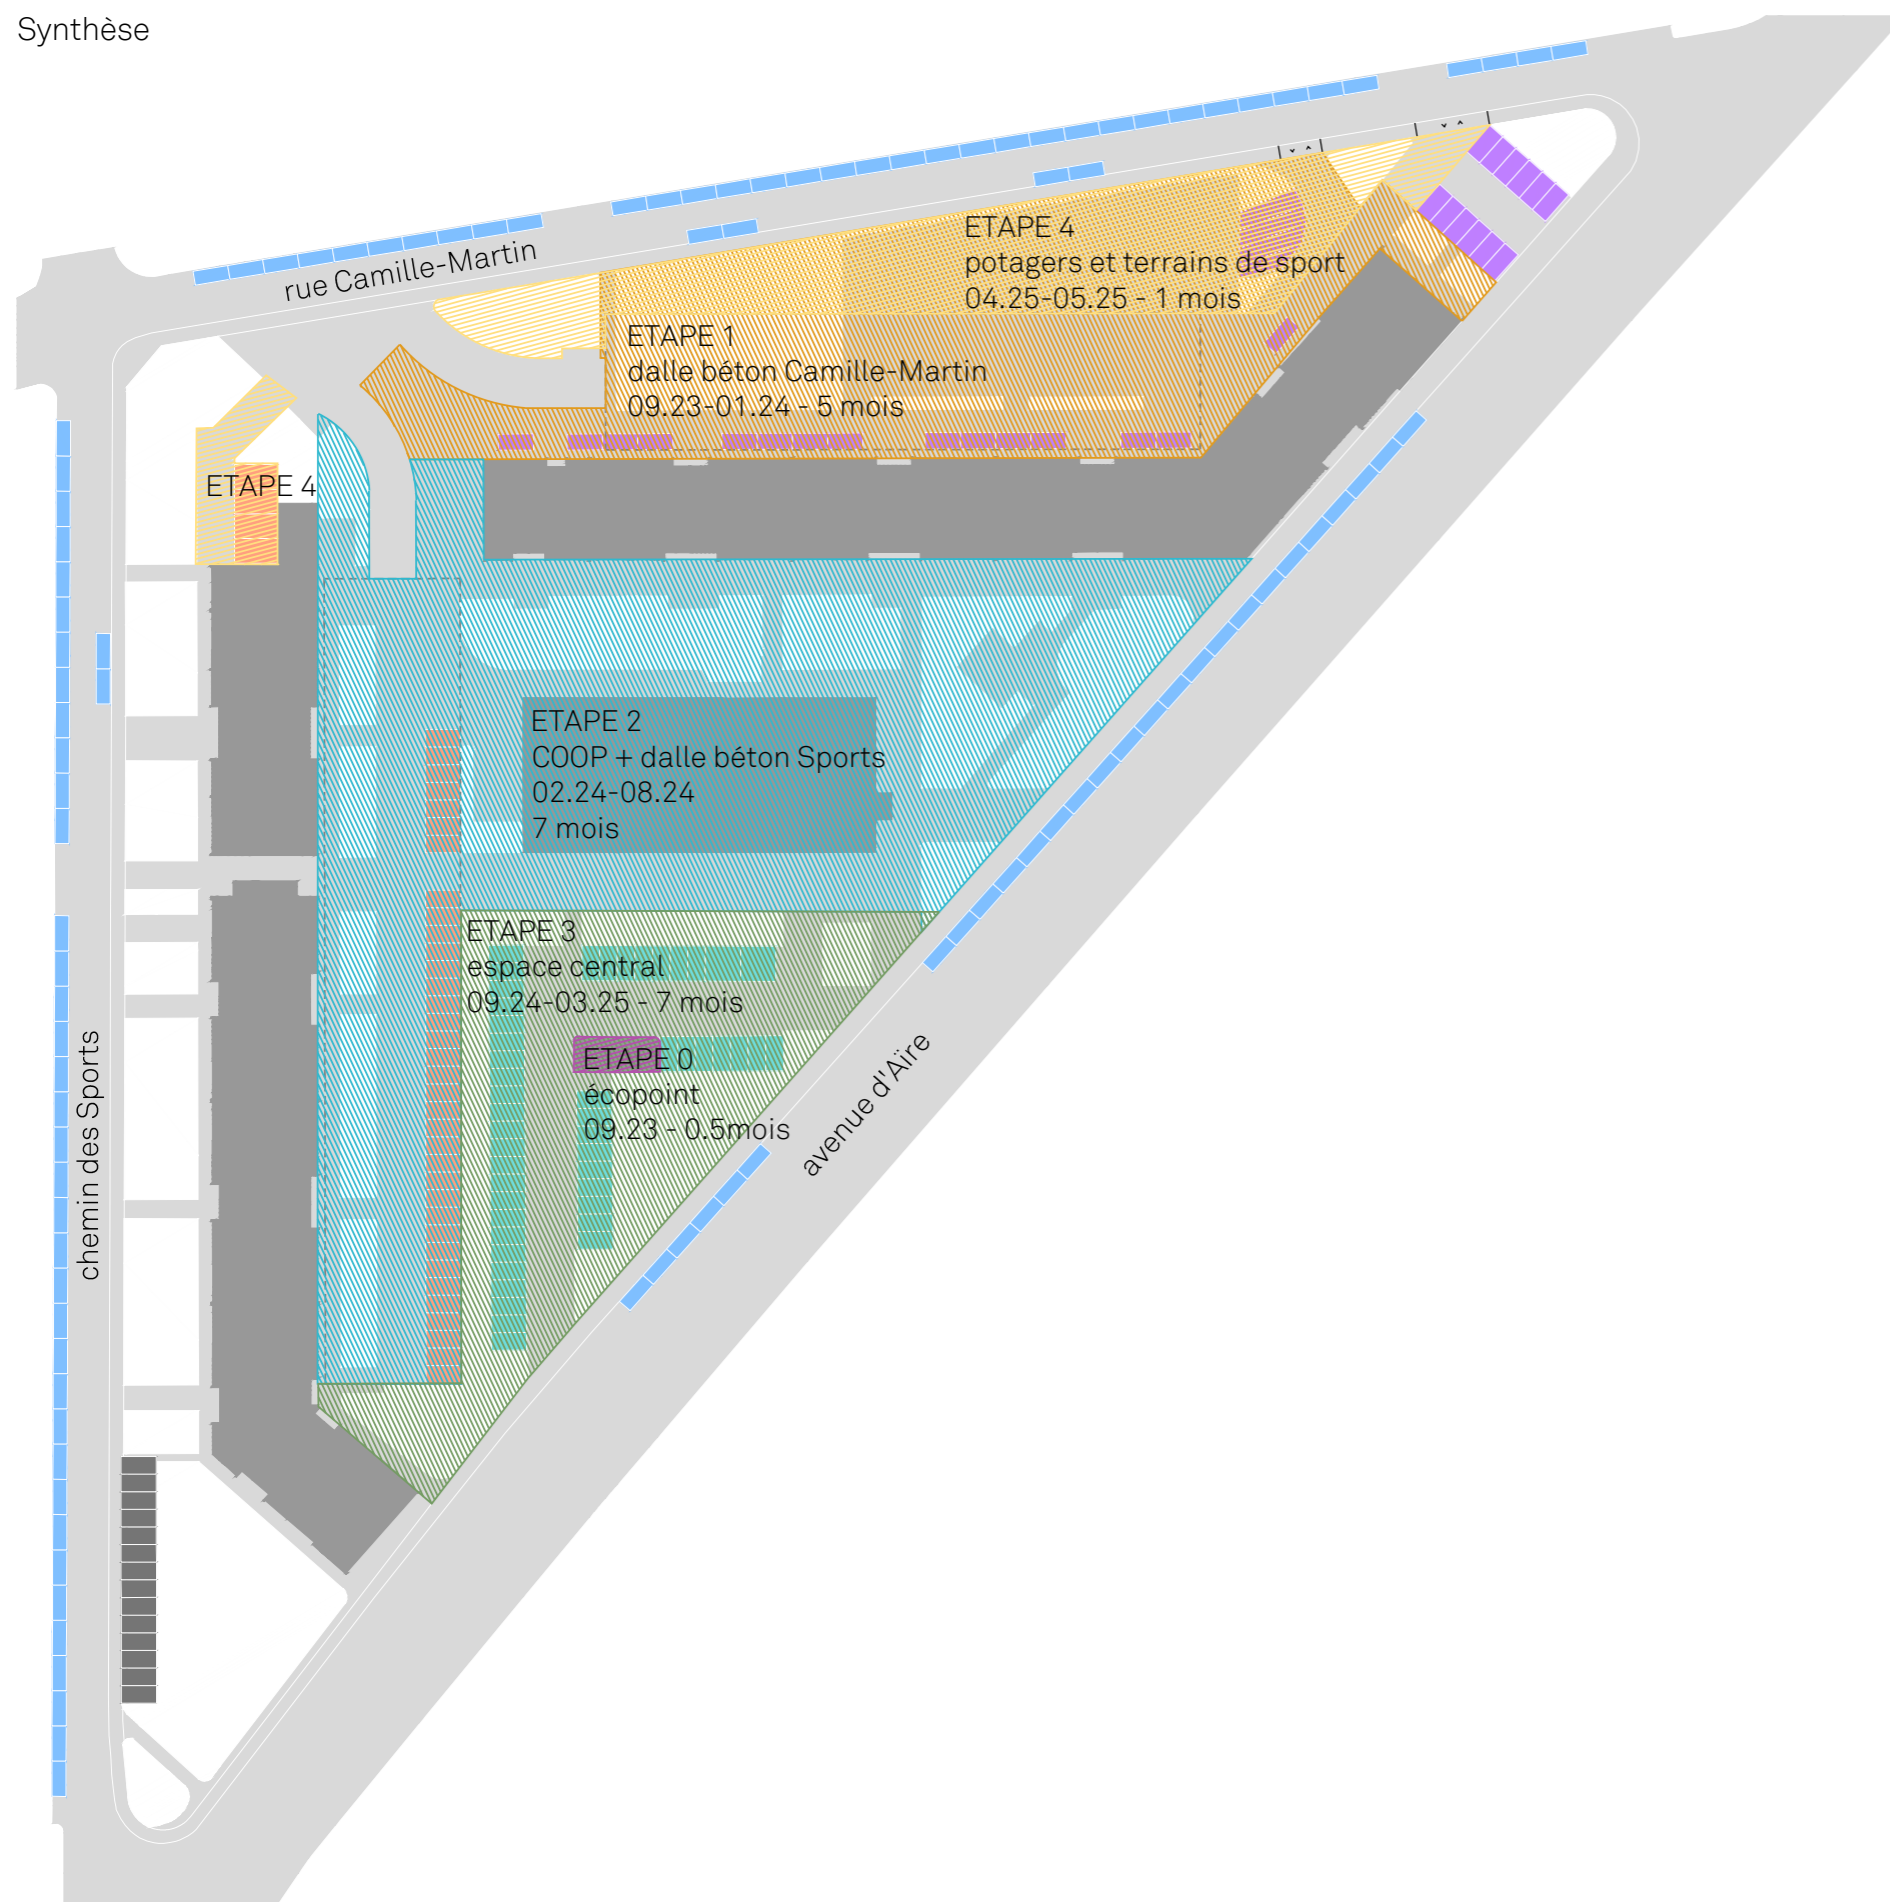 Synthèse
rue Camille-Martin
ETAPE 4
potagers et terrains de sport
04.25-05.25 - 1 mois
ETAPE 1
dalle béton Camille-Martin
09.23-01.24 - 5 mois
ETAPE 4
ETAPE 2
COOP + dalle béton Sports
02.24-08.24
7 mois
ETAPE 3
espace central
09.24-03.25 - 7 mois
ETAPE 0
écopoint
09.23 - 0.5mois
avenue d'Aïre
chemin des Sports